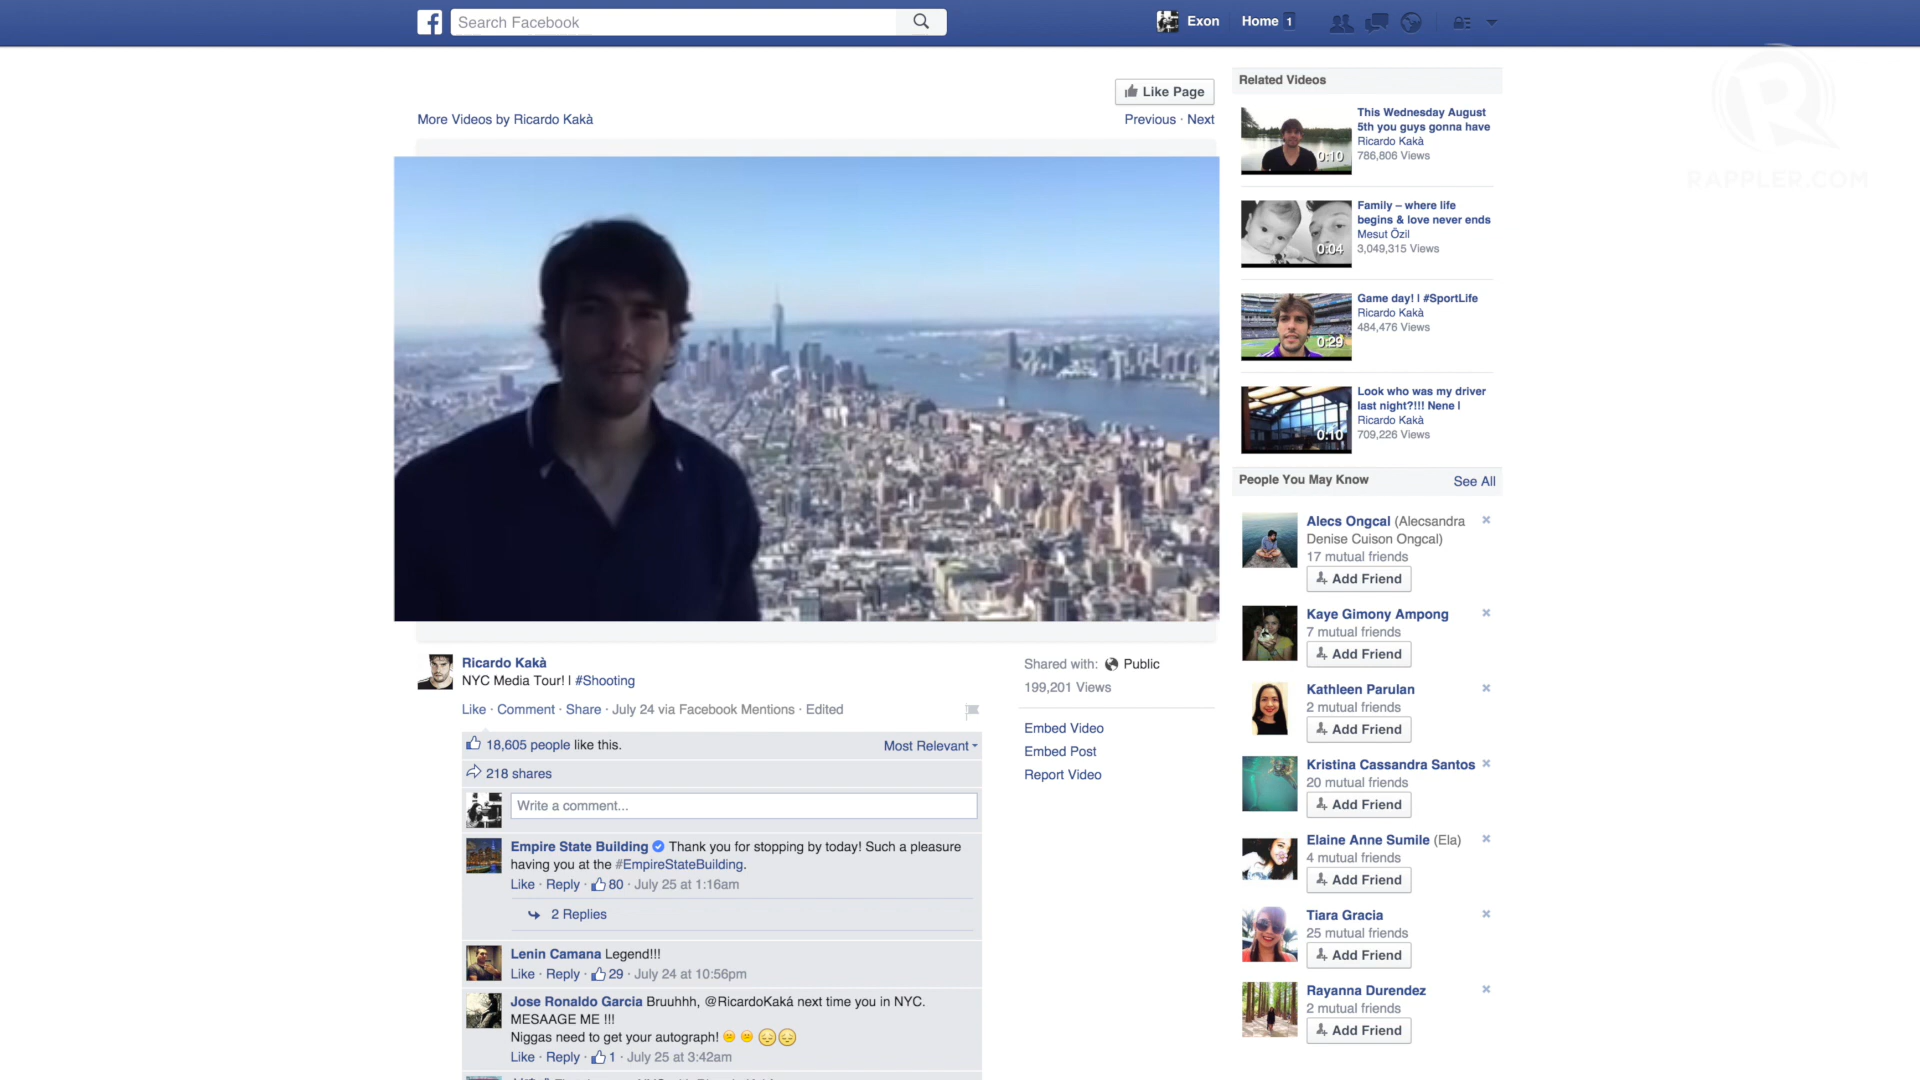 Search Facebook
Exon
Home 1
RAPPLER.COM
Like Page
More Videos by Ricardo Kakà
Previous · Next
Related Videos
This Wednesday August
5th you guys gonna have
Ricardo Kakà
786,806 Views
0:10
Family – where life
begins & love never ends
Mesut Özil
3,049,315 Views
0:04
Game day! | #SportLife
Ricardo Kakà
484,476 Views
0:29
Look who was my driver
last night?!!! Nene |
Ricardo Kakà
709,226 Views
0:10
People You May Know
See All
Alecs Ongcal (Alecsandra
Denise Cuison Ongcal)
17 mutual friends
Add Friend
Kaye Gimony Ampong
7 mutual friends
Add Friend
Kathleen Parulan
2 mutual friends
Add Friend
Kristina Cassandra Santos
20 mutual friends
Add Friend
Elaine Anne Sumile (Ela)
4 mutual friends
Add Friend
Tiara Gracia
25 mutual friends
Add Friend
Rayanna Durendez
2 mutual friends
Add Friend
Ricardo Kakà
NYC Media Tour! | #Shooting
Like · Comment · Share · July 24 via Facebook Mentions · Edited
Shared with: Public
199,201 Views
Embed Video
Embed Post
Report Video
18,605 people like this.
Most Relevant
218 shares
Write a comment...
Empire State Building Thank you for stopping by today! Such a pleasure
having you at the #EmpireStateBuilding.
Like · Reply · 80 · July 25 at 1:16am
2 Replies
Lenin Camana Legend!!!
Like · Reply · 29 · July 24 at 10:56pm
Jose Ronaldo Garcia Bruuhhh, @RicardoKaká next time you in NYC.
MESAAGE ME !!!
Niggas need to get your autograph!
Like · Reply · 1 · July 25 at 3:42am